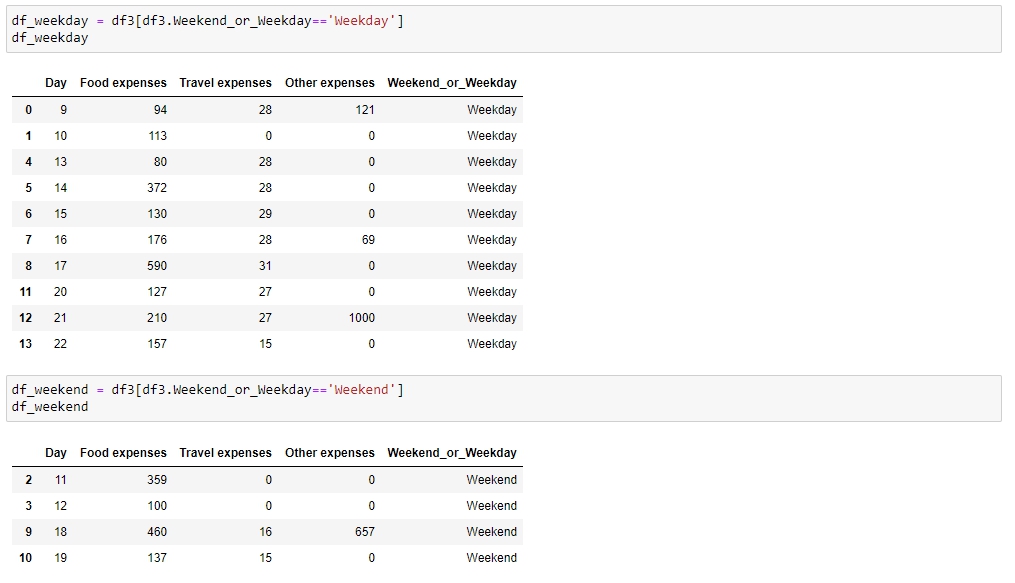 df_weekday = df3[df3.Weekend_or_Weekday=='Weekday']
df_weekday
Day Food expenses Travel expenses Other expenses Weekend_or_Weekday
0 9 94 28 121 Weekday
1 10 113 0 0 Weekday
4 13 80 28 0 Weekday
5 14 372 28 0 Weekday
6 15 130 29 0 Weekday
7 16 176 28 69 Weekday
8 17 590 31 0 Weekday
11 20 127 27 0 Weekday
12 21 210 27 1000 Weekday
13 22 157 15 0 Weekday
df_weekend = df3[df3.Weekend_or_Weekday=='Weekend']
df_weekend
Day Food expenses Travel expenses Other expenses Weekend_or_Weekday
2 11 359 0 0 Weekend
3 12 100 0 0 Weekend
9 18 460 16 657 Weekend
10 19 137 15 0 Weekend